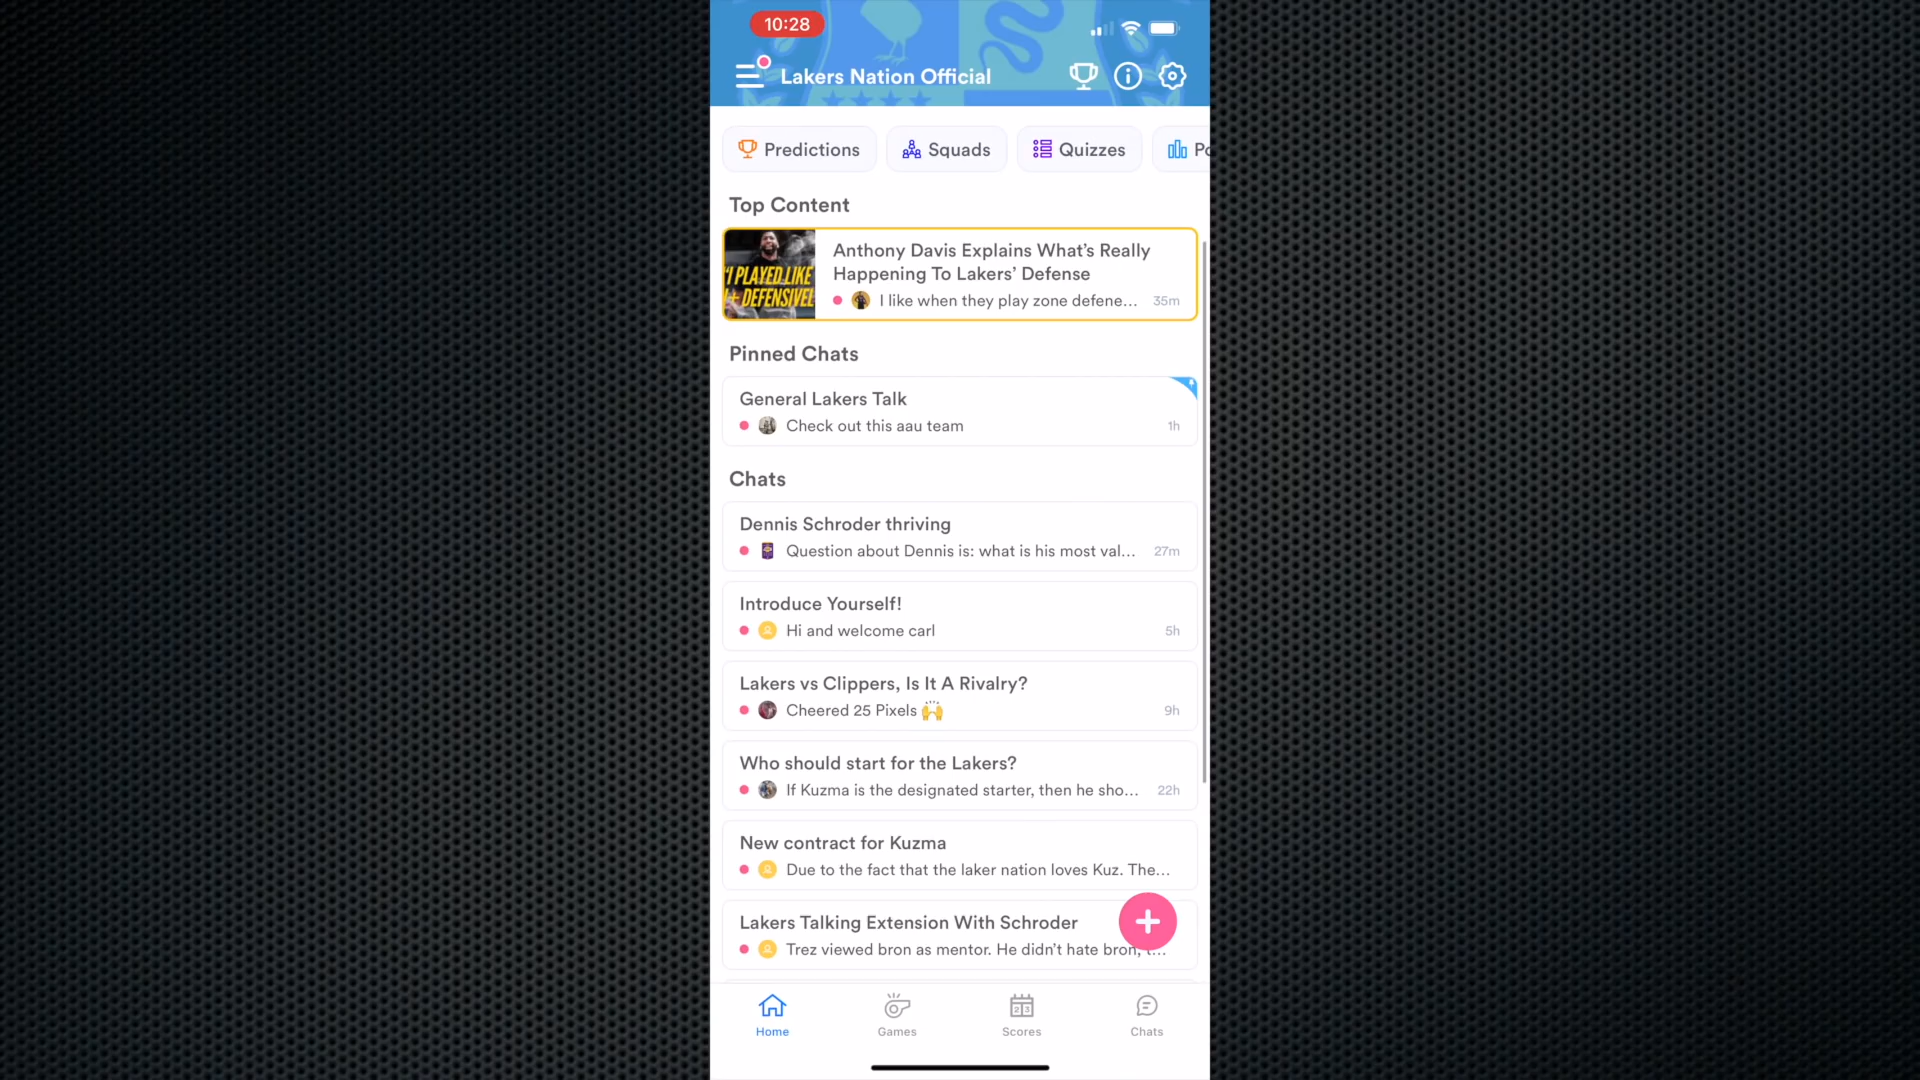 10:28
Lakers Nation Official
Predictions
Squads
Quizzes
Top Content
"I PLAYED LIKE
DEFENSIVEL
Anthony Davis Explains What's Really
Happening To Lakers' Defense
I like when they play zone defene... 35m
Pinned Chats
General Lakers Talk
Check out this aau team 1h
Chats
Dennis Schroder thriving
Question about Dennis is: what is his most val... 27m
Introduce Yourself!
Hi and welcome carl 5h
Lakers vs Clippers, Is It A Rivalry?
Cheered 25 Pixels 🙌 9h
Who should start for the Lakers?
If Kuzma is the designated starter, then he sho... 22h
New contract for Kuzma
Due to the fact that the laker nation loves Kuz. The...
Lakers Talking Extension With Schroder
Trez viewed bron as mentor. He didn't hate bron, t...
Home
Games
Scores
Chats